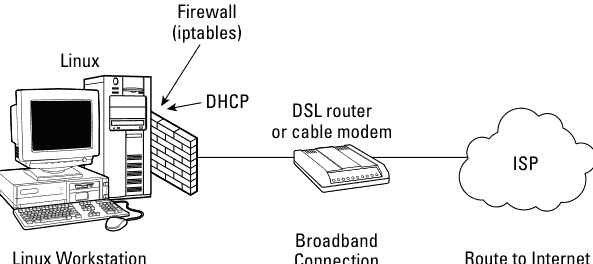 Firewall
(iptables)
Linux
DHCP
DSL router
or cable modem
ISP
Linux Workstation
Broadband
Connection
Route to Internet